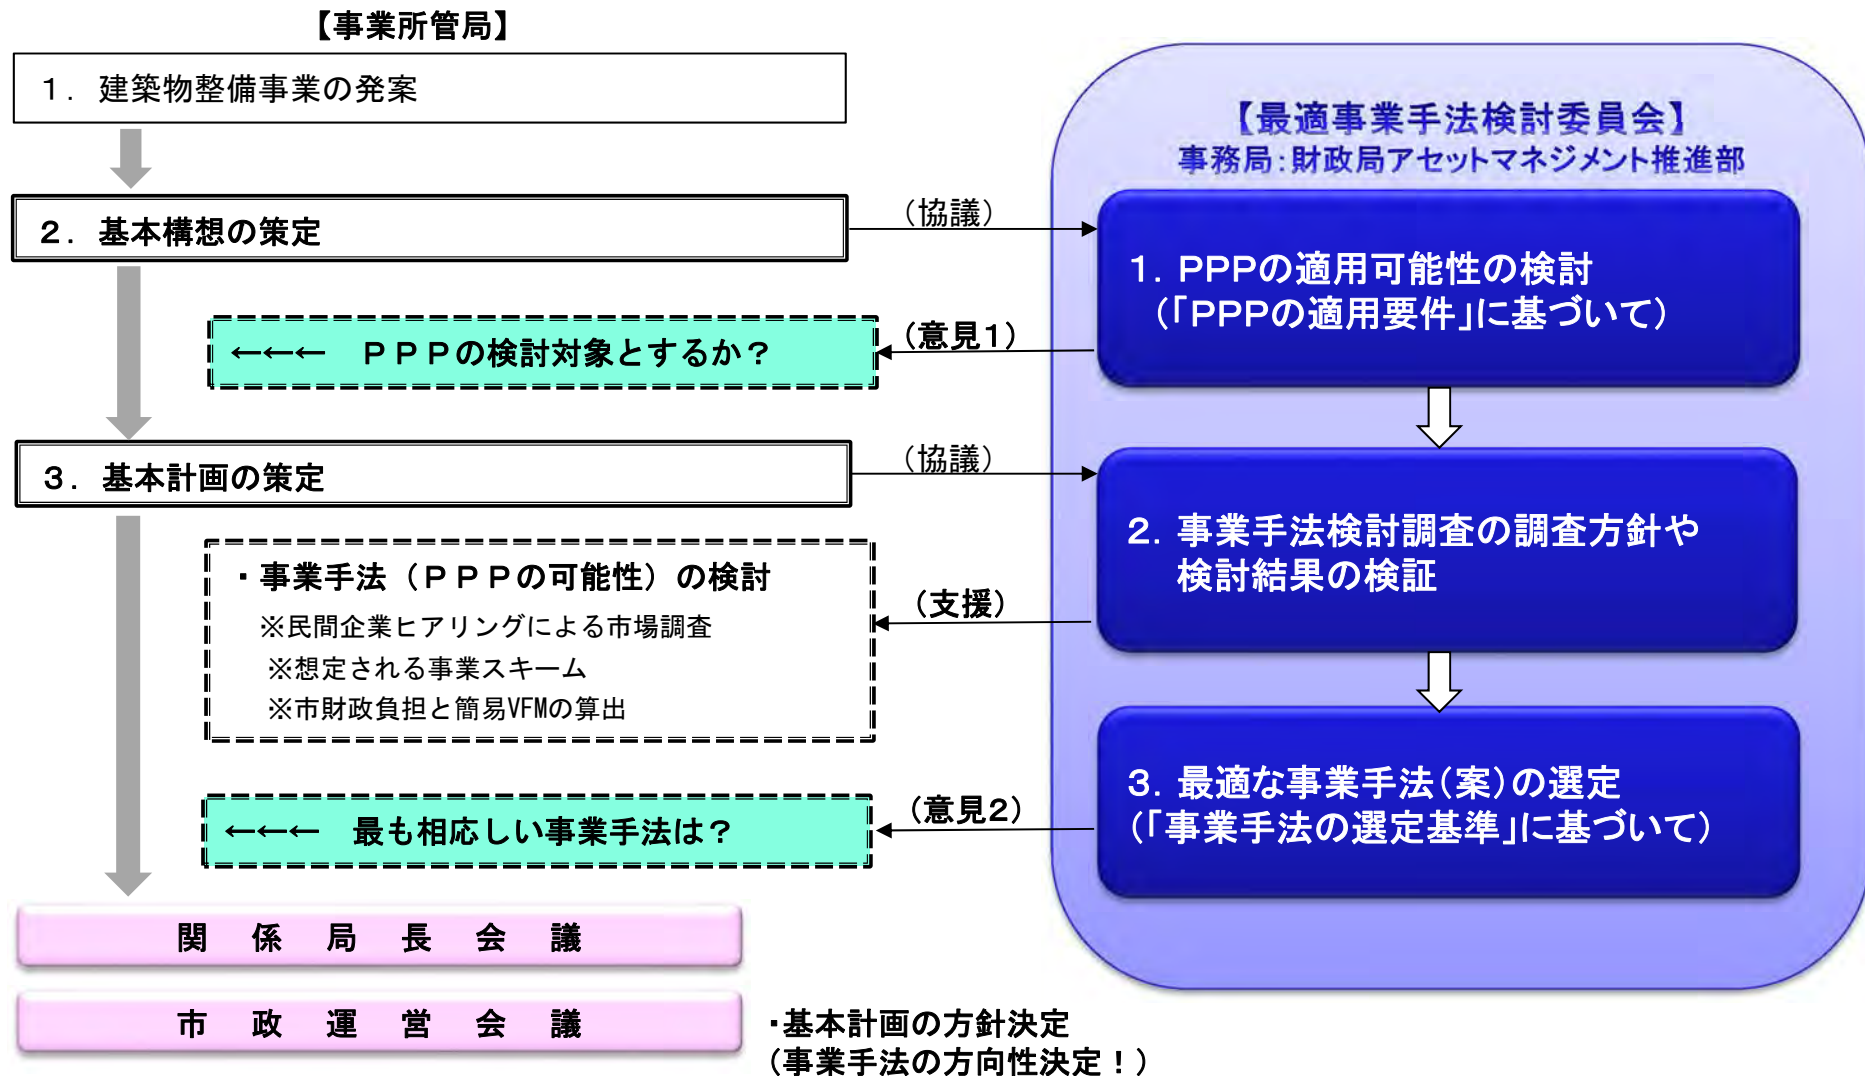 【事業所管局】
１．建築物整備事業の発案
２．基本構想の策定
（協議）
（意見１）
←←← ＰＰＰの検討対象とするか？
３．基本計画の策定
（協議）
・事業手法（ＰＰＰの可能性）の検討
※民間企業ヒアリングによる市場調査
※想定される事業スキーム
※市財政負担と簡易VFMの算出
（支援）
←←← 最も相応しい事業手法は？
（意見２）
関係局長会議
市政運営会議
・基本計画の方針決定
（事業手法の方向性決定！）
【最適事業手法検討委員会】
事務局：財政局アセットマネジメント推進部
１．ＰＰＰの適用可能性の検討
（「ＰＰＰの適用要件」に基づいて）
２．事業手法検討調査の調査方針や
検討結果の検証
３．最適な事業手法（案）の選定
（「事業手法の選定基準」に基づいて）